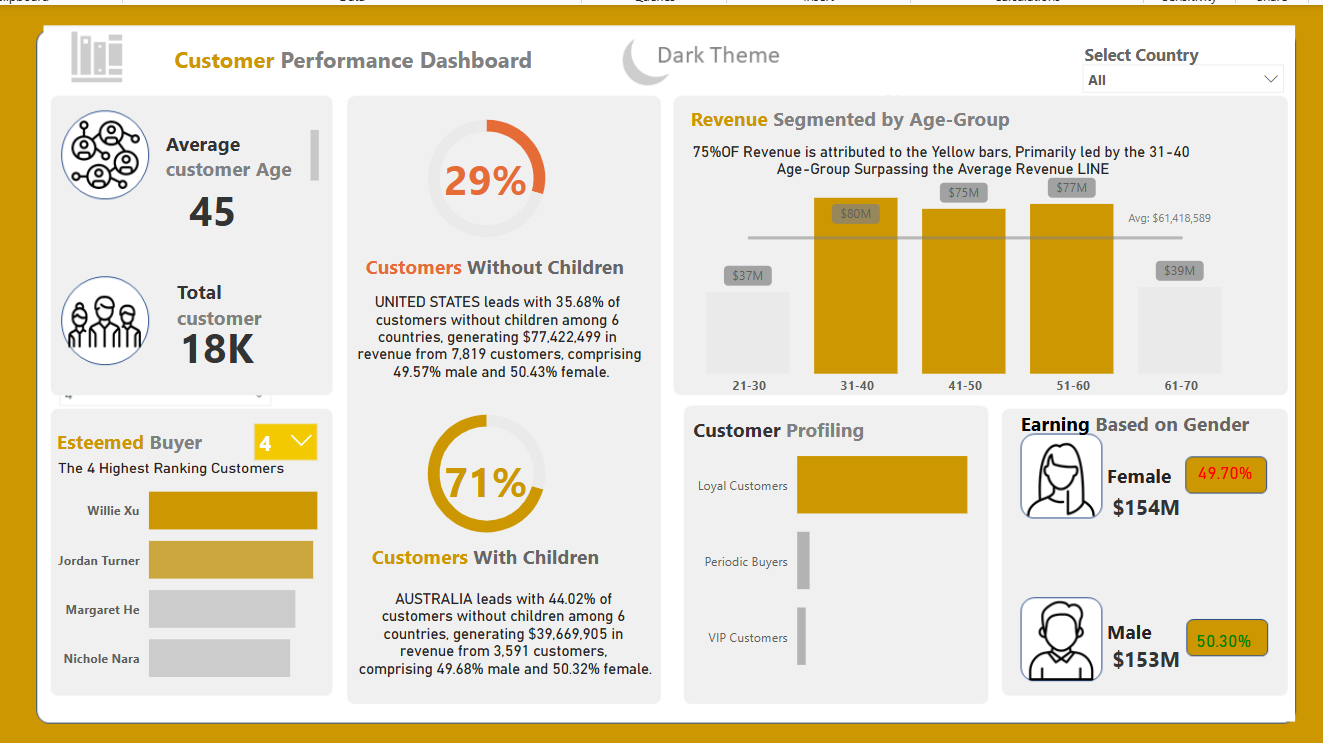 Data
Queries
Insert
Calculations
Sensitivity
Share
Customer Performance Dashboard
Dark Theme
Select Country
All
Average
customer Age
45
Total
customer
18K
29%
Customers Without Children
UNITED STATES leads with 35.68% of
customers without children among 6
countries, generating $77,422,499 in
revenue from 7,819 customers, comprising
49.57% male and 50.43% female.
71%
Customers With Children
AUSTRALIA leads with 44.02% of
customers without children among 6
countries, generating $39,669,905 in
revenue from 3,591 customers,
comprising 49.68% male and 50.32% female.
Revenue Segmented by Age-Group
75%OF Revenue is attributed to the Yellow bars, Primarily led by the 31-40
Age-Group Surpassing the Average Revenue LINE
$37M
$80M
$75M
$77M
$39M
Avg: $61,418,589
21-30
31-40
41-50
51-60
61-70
Esteemed Buyer
4
The 4 Highest Ranking Customers
Willie Xu
Jordan Turner
Margaret He
Nichole Nara
Customer Profiling
Loyal Customers
Periodic Buyers
VIP Customers
Earning Based on Gender
Female
49.70%
$154M
Male
50.30%
$153M